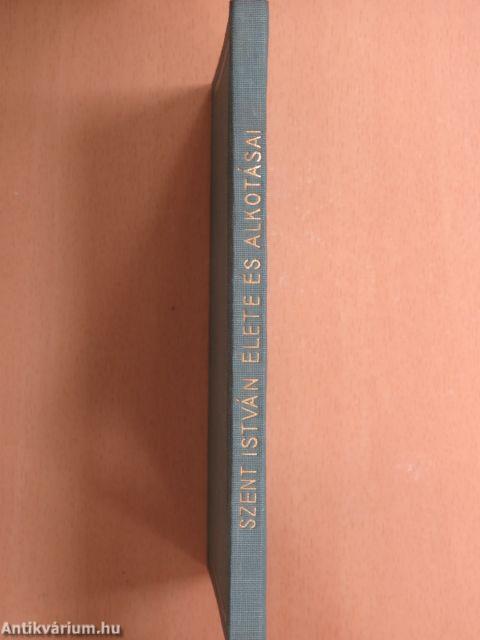 SZENT ISTVÁN ÉLETE ÉS ALKOTÁSAI
Antikvárium.hu